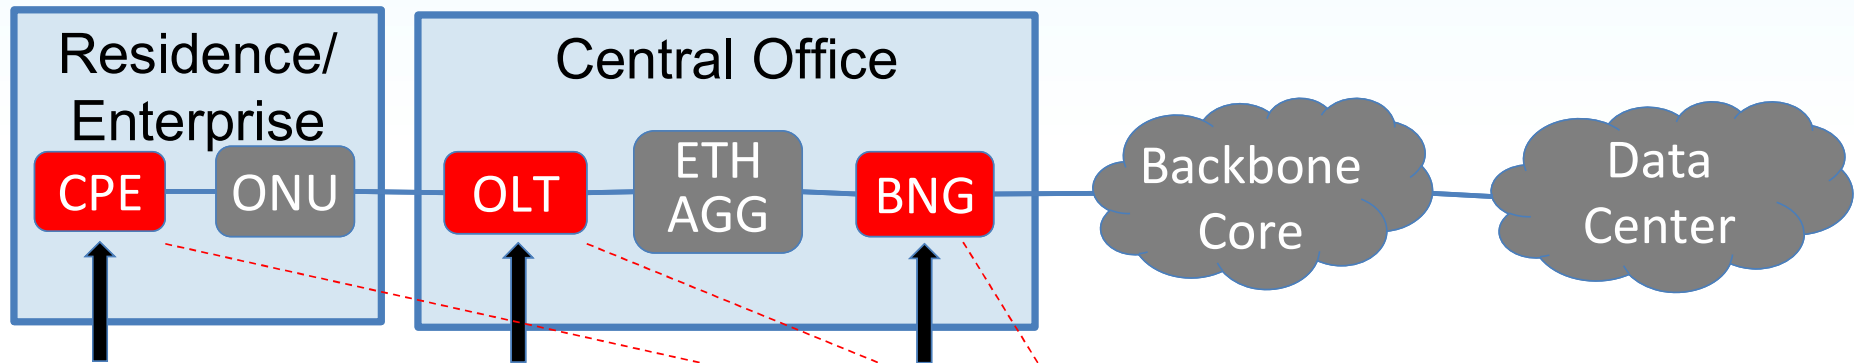 Residence/
Enterprise
CPE
ONU
Central Office
OLT
ETH
AGG
BNG
Backbone
Core
Data
Center